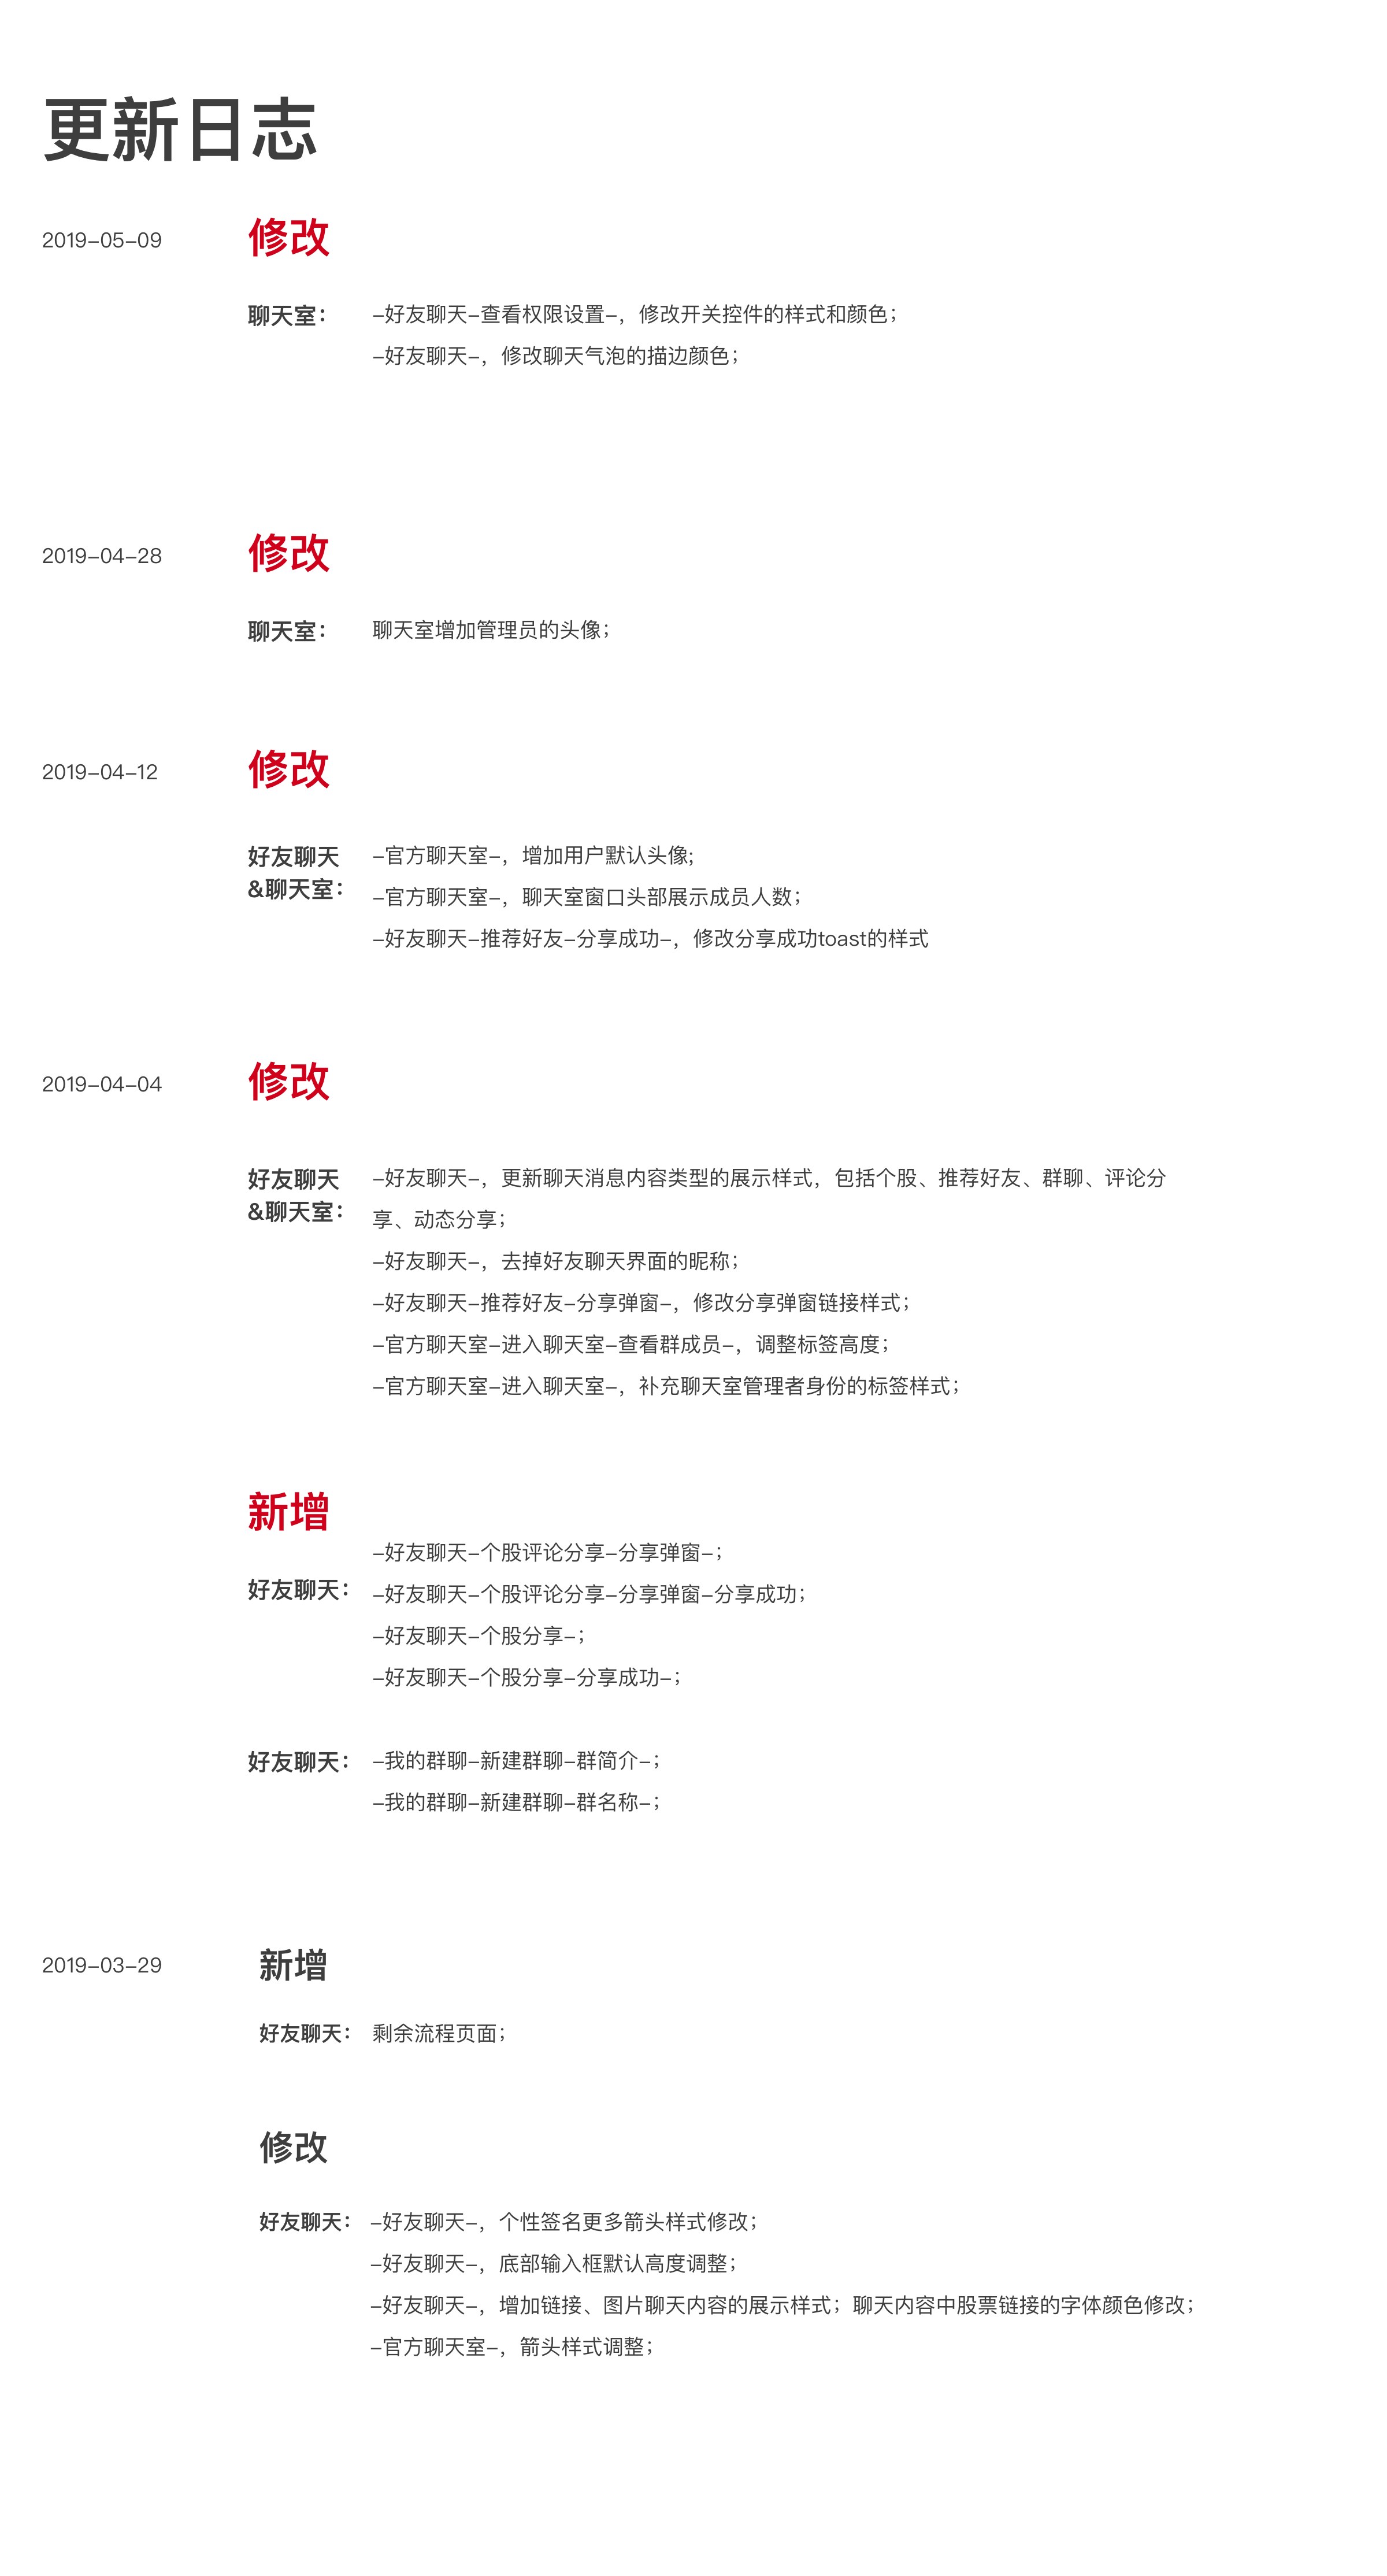 更新日志
2019-05-09
修改
聊天室：
-好友聊天-查看权限设置-，修改开关控件的样式和颜色；
-好友聊天-，修改聊天气泡的描边颜色；
2019-04-28
修改
聊天室：
聊天室增加管理员的头像；
2019-04-12
修改
好友聊天
&聊天室：
-官方聊天室-，增加用户默认头像;
-官方聊天室-，聊天室窗口头部展示成员人数；
-好友聊天-推荐好友-分享成功-，修改分享成功toast的样式
2019-04-04
修改
好友聊天
&聊天室：
-好友聊天-，更新聊天消息内容类型的展示样式，包括个股、推荐好友、群聊、评论分
享、动态分享；
-好友聊天-，去掉好友聊天界面的昵称；
-好友聊天-推荐好友-分享弹窗-，修改分享弹窗链接样式；
-官方聊天室-进入聊天室-查看群成员-，调整标签高度；
-官方聊天室-进入聊天室-，补充聊天室管理者身份的标签样式；
新增
好友聊天：
-好友聊天-个股评论分享-分享弹窗-；
-好友聊天-个股评论分享-分享弹窗-分享成功；
-好友聊天-个股分享-；
-好友聊天-个股分享-分享成功-；
好友聊天：
-我的群聊-新建群聊-群简介-；
-我的群聊-新建群聊-群名称-；
2019-03-29
新增
好友聊天：
剩余流程页面；
修改
好友聊天：
-好友聊天-，个性签名更多箭头样式修改；
-好友聊天-，底部输入框默认高度调整；
-好友聊天-，增加链接、图片聊天内容的展示样式；聊天内容中股票链接的字体颜色修改；
-官方聊天室-，箭头样式调整；